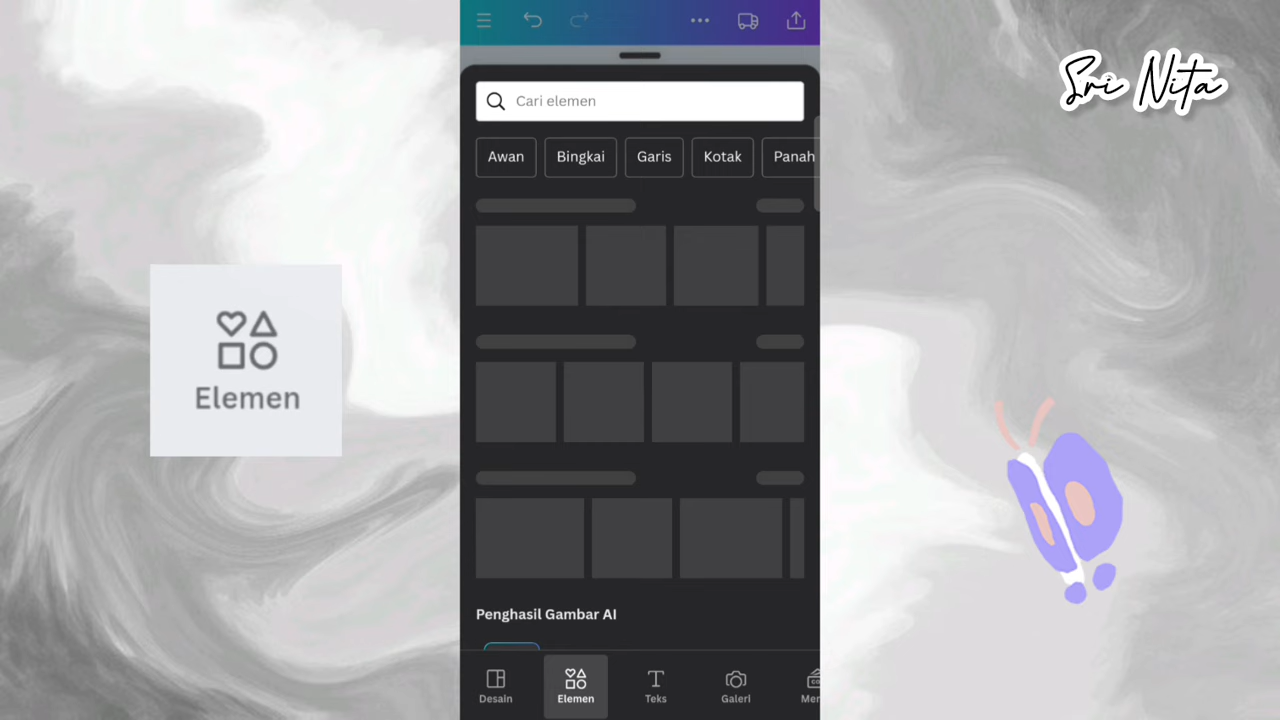 Sri Nita
Cari elemen
Awan
Bingkai
Garis
Kotak
Panah
Elemen
Penghasil Gambar AI
Desain
Elemen
Teks
Galeri